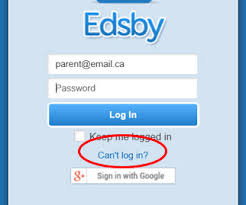 Edsby
parent@email.ca
Password
Log In
Keep me logged in
Can't log in?
g+ Sign in with Google